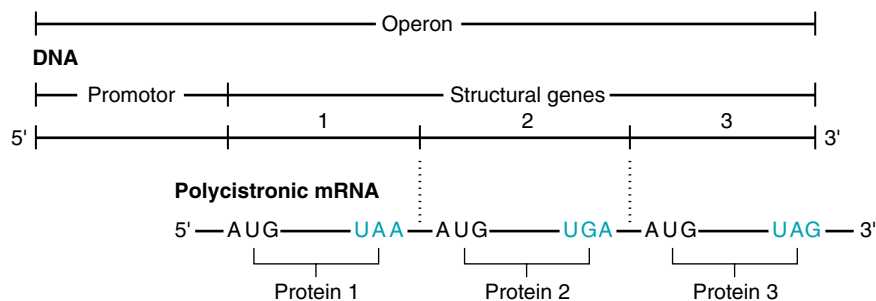 Operon
DNA
Promotor Structural genes
1 2 3
5' 3'
Polycistronic mRNA
5' AUG UAA AUG UGA AUG UAG 3'
Protein 1 Protein 2 Protein 3